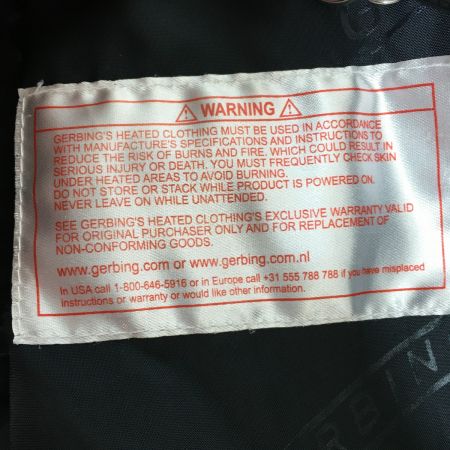 WARNING
GERBING'S HEATED CLOTHING MUST BE USED IN ACCORDANCE
WITH MANUFACTURE'S SPECIFICATIONS AND INSTRUCTIONS TO
REDUCE THE RISK OF BURNS AND FIRE. WHICH COULD RESULT IN
SERIOUS INJURY OR DEATH. YOU MUST FREQUENTLY CHECK SKIN
UNDER HEATED AREAS TO AVOID BURNING.
DO NOT STORE OR STACK WHILE PRODUCT IS POWERED ON.
NEVER LEAVE ON WHILE UNATTENDED.
SEE GERBING'S HEATED CLOTHING'S EXCLUSIVE WARRANTY VALID
FOR ORIGINAL PURCHASER ONLY AND FOR REPLACEMENT OF
NON-CONFORMING GOODS.
www.gerbing.com or www.gerbing.com.nl
In USA call 1-800-646-5916 or in Europe call +31 555 788 788 if you have misplaced
instructions or warranty or would like other information.
RBIN